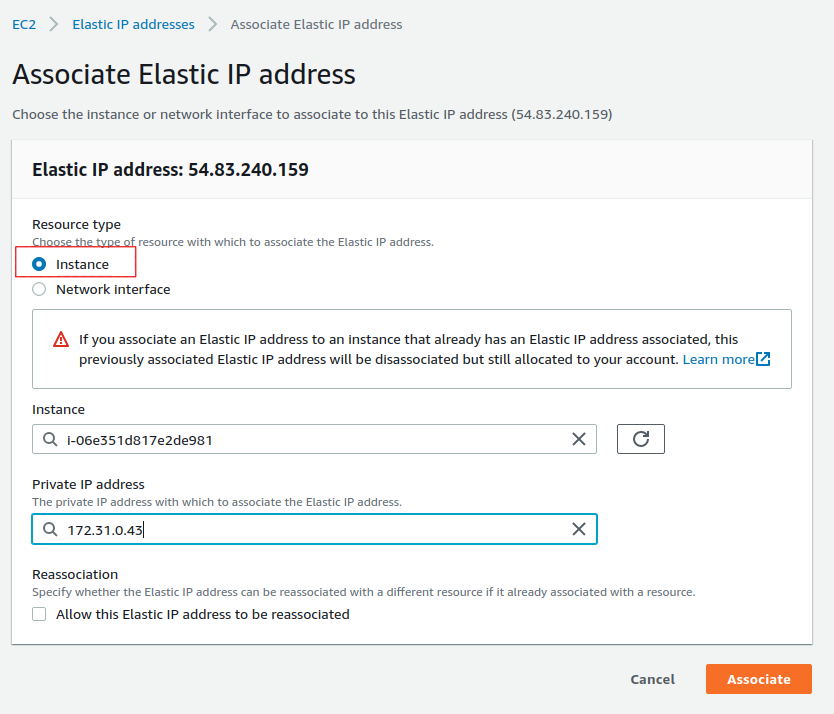 EC2 > Elastic IP addresses > Associate Elastic IP address
Associate Elastic IP address
Choose the instance or network interface to associate to this Elastic IP address (54.83.240.159)
Elastic IP address: 54.83.240.159
Resource type
Choose the type of resource with which to associate the Elastic IP address.
Instance
Network interface
If you associate an Elastic IP address to an instance that already has an Elastic IP address associated, this
previously associated Elastic IP address will be disassociated but still allocated to your account. Learn more
Instance
i-06e351d817e2de981
Private IP address
The private IP address with which to associate the Elastic IP address.
172.31.0.43
Reassociation
Specify whether the Elastic IP address can be reassociated with a different resource if it already associated with a resource.
Allow this Elastic IP address to be reassociated
Cancel
Associate